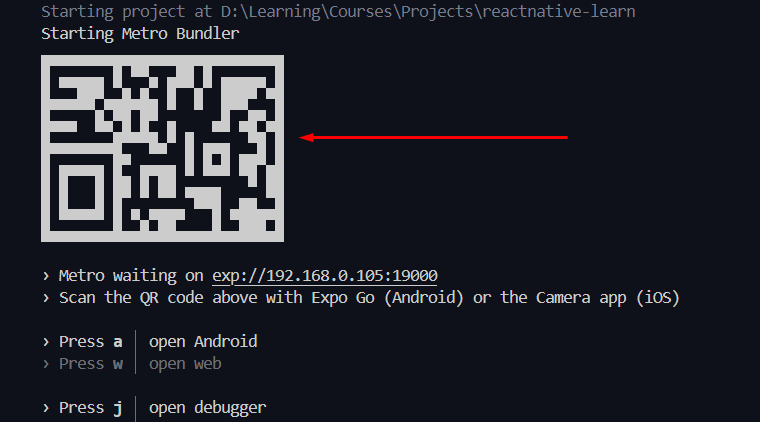 Starting project at D:\Learning\Courses\Projects\reactnative-learn
Starting Metro Bundler
› Metro waiting on exp://192.168.0.105:19000
› Scan the QR code above with Expo Go (Android) or the Camera app (iOS)
› Press a │ open Android
› Press w │ open web
› Press j │ open debugger